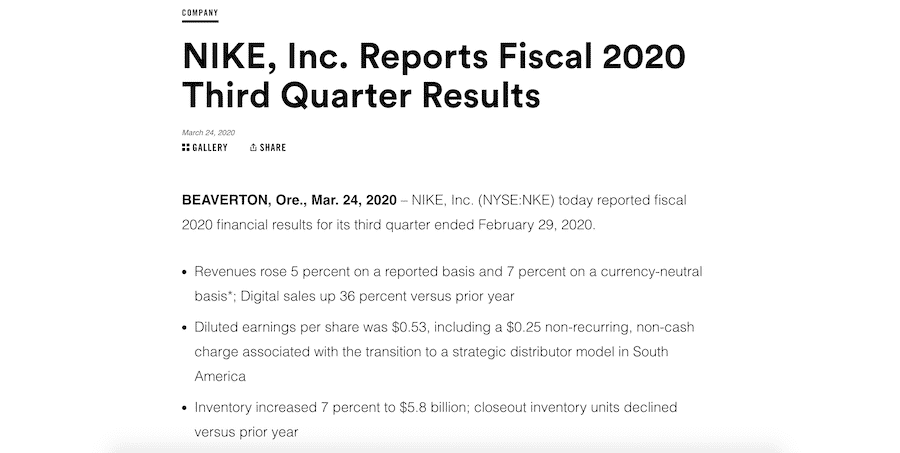 COMPANY
NIKE, Inc. Reports Fiscal 2020
Third Quarter Results
March 24, 2020
GALLERY SHARE
BEAVERTON, Ore., Mar. 24, 2020 – NIKE, Inc. (NYSE:NKE) today reported fiscal
2020 financial results for its third quarter ended February 29, 2020.
• Revenues rose 5 percent on a reported basis and 7 percent on a currency-neutral
basis*; Digital sales up 36 percent versus prior year
• Diluted earnings per share was $0.53, including a $0.25 non-recurring, non-cash
charge associated with the transition to a strategic distributor model in South
America
• Inventory increased 7 percent to $5.8 billion; closeout inventory units declined
versus prior year